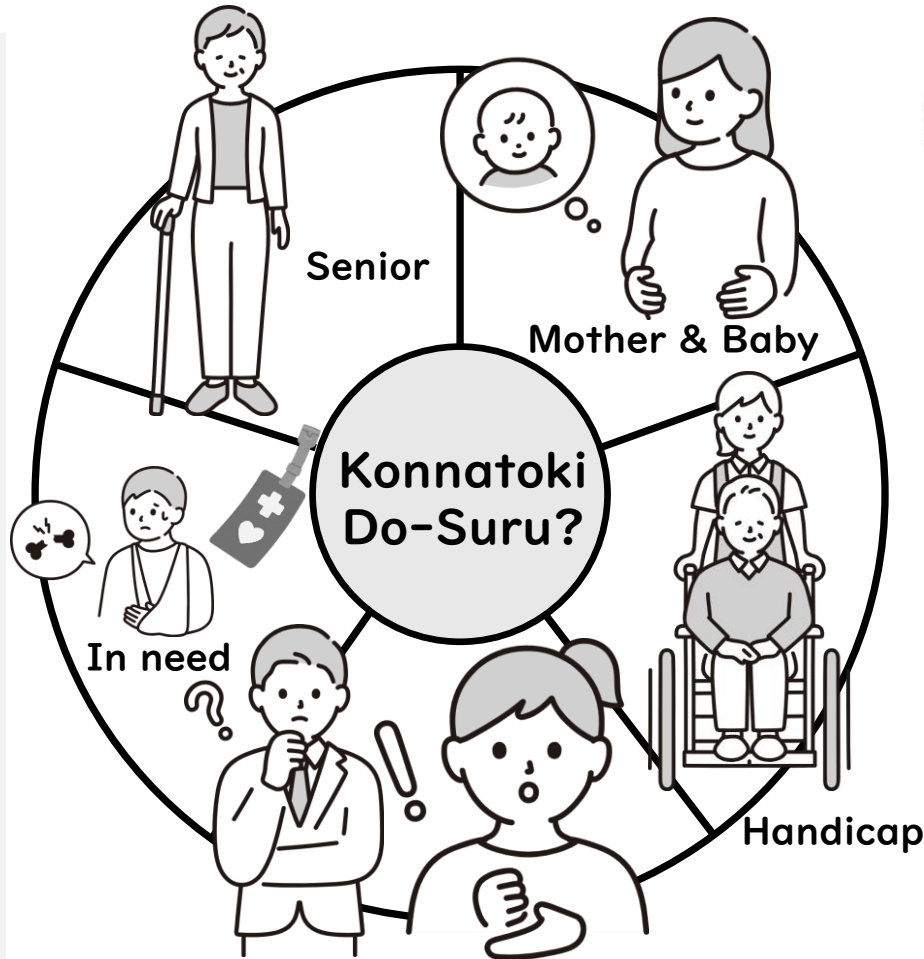 Senior
Mother & Baby
Konnatoki
Do-Suru?
In need
Handicap